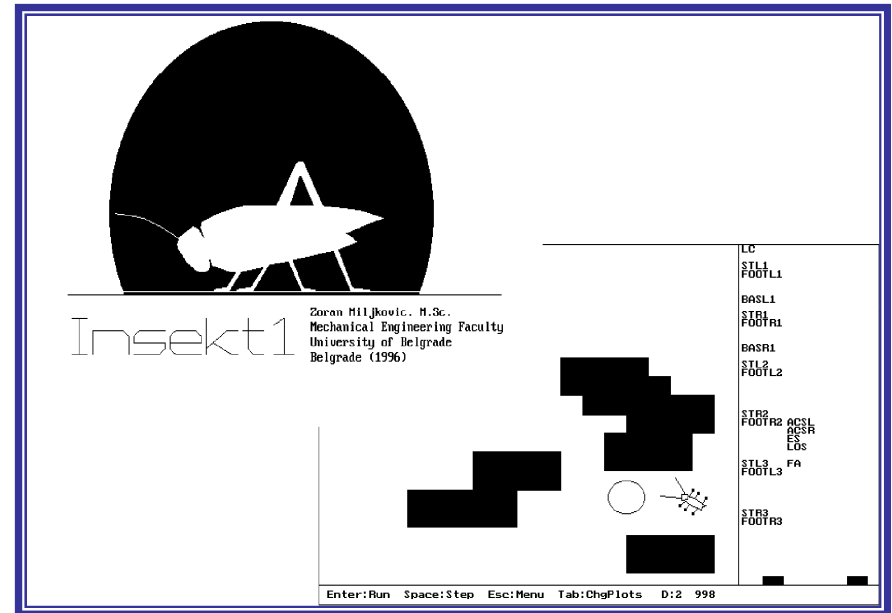 Insekt1
Zoran Miljkovic. M.Sc.
Mechanical Engineering Faculty
University of Belgrade
Belgrade (1996)
LC
STL1
FOOTL1
BASL1
STR1
FOOTR1
BASR1
STL2
FOOTL2
STR2
FOOTR2 ACSL
ACSR
ES
LOS
STL3 FA
FOOTL3
STR3
FOOTR3
Enter:Run Space:Step Esc:Menu Tab:ChgPlots D:2 998